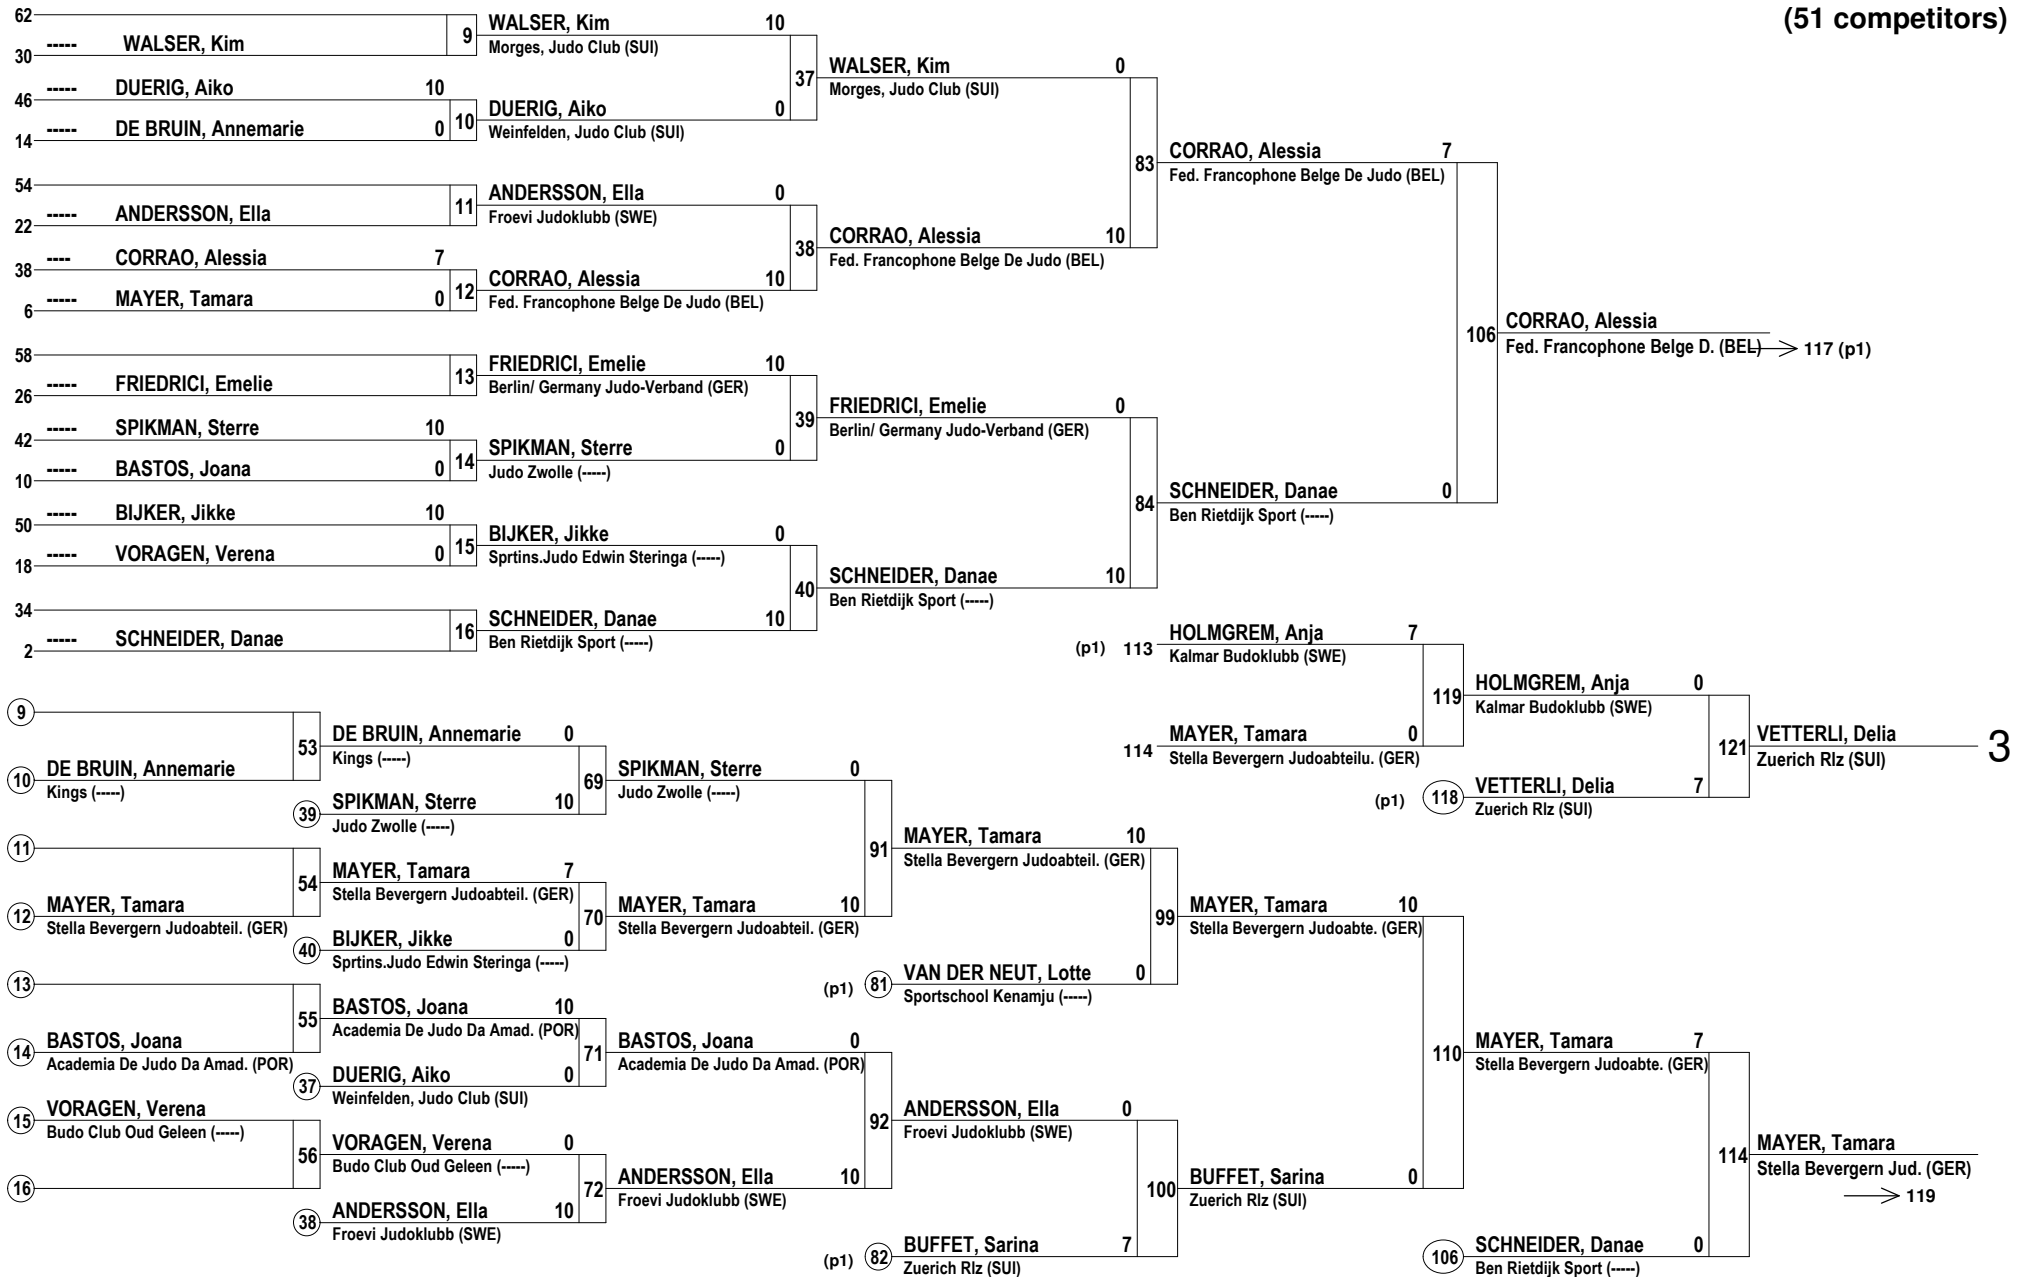 (51 competitors)
62
----- WALSER, Kim
30
9
WALSER, Kim 10
Morges, Judo Club (SUI)
----- DUERIG, Aiko 10
46
----- DE BRUIN, Annemarie 0
14
10
DUERIG, Aiko 0
Weinfelden, Judo Club (SUI)
37
WALSER, Kim 0
Morges, Judo Club (SUI)
54
----- ANDERSSON, Ella
22
11
ANDERSSON, Ella 0
Froevi Judoklubb (SWE)
---- CORRAO, Alessia 7
38
----- MAYER, Tamara 0
6
12
CORRAO, Alessia 10
Fed. Francophone Belge De Judo (BEL)
38
CORRAO, Alessia 10
Fed. Francophone Belge De Judo (BEL)
83
CORRAO, Alessia 7
Fed. Francophone Belge De Judo (BEL)
58
----- FRIEDRICI, Emelie
26
13
FRIEDRICI, Emelie 10
Berlin/ Germany Judo-Verband (GER)
----- SPIKMAN, Sterre 10
42
----- BASTOS, Joana 0
10
14
SPIKMAN, Sterre 0
Judo Zwolle (-----)
39
FRIEDRICI, Emelie 0
Berlin/ Germany Judo-Verband (GER)
----- BIJKER, Jikke 10
50
----- VORAGEN, Verena 0
18
15
BIJKER, Jikke 0
Sprtins.Judo Edwin Steringa (-----)
34
----- SCHNEIDER, Danae
2
16
SCHNEIDER, Danae 10
Ben Rietdijk Sport (-----)
40
SCHNEIDER, Danae 10
Ben Rietdijk Sport (-----)
84
SCHNEIDER, Danae 0
Ben Rietdijk Sport (-----)
106
CORRAO, Alessia
Fed. Francophone Belge D. (BEL)
117 (p1)
(p1) 113
HOLMGREM, Anja 7
Kalmar Budoklubb (SWE)
114
MAYER, Tamara 0
Stella Bevergern Judoabteilu. (GER)
119
HOLMGREM, Anja 0
Kalmar Budoklubb (SWE)
(p1) 118
VETTERLI, Delia 7
Zuerich Rlz (SUI)
121
VETTERLI, Delia
Zuerich Rlz (SUI)
3
9
10
DE BRUIN, Annemarie
Kings (-----)
53
DE BRUIN, Annemarie 0
Kings (-----)
39
SPIKMAN, Sterre 10
Judo Zwolle (-----)
69
SPIKMAN, Sterre 0
Judo Zwolle (-----)
11
12
MAYER, Tamara
Stella Bevergern Judoabteil. (GER)
54
MAYER, Tamara 7
Stella Bevergern Judoabteil. (GER)
40
BIJKER, Jikke 0
Sprtins.Judo Edwin Steringa (-----)
70
MAYER, Tamara 10
Stella Bevergern Judoabteil. (GER)
91
MAYER, Tamara 10
Stella Bevergern Judoabteil. (GER)
(p1) 81
VAN DER NEUT, Lotte 0
Sportschool Kenamju (-----)
99
MAYER, Tamara 10
Stella Bevergern Judoabte. (GER)
13
14
BASTOS, Joana
Academia De Judo Da Amad. (POR)
55
BASTOS, Joana 10
Academia De Judo Da Amad. (POR)
37
DUERIG, Aiko 0
Weinfelden, Judo Club (SUI)
71
BASTOS, Joana 0
Academia De Judo Da Amad. (POR)
15
VORAGEN, Verena
Budo Club Oud Geleen (-----)
16
56
VORAGEN, Verena 0
Budo Club Oud Geleen (-----)
38
ANDERSSON, Ella 10
Froevi Judoklubb (SWE)
72
ANDERSSON, Ella 10
Froevi Judoklubb (SWE)
92
ANDERSSON, Ella 0
Froevi Judoklubb (SWE)
(p1) 82
BUFFET, Sarina 7
Zuerich Rlz (SUI)
100
BUFFET, Sarina 0
Zuerich Rlz (SUI)
110
MAYER, Tamara 7
Stella Bevergern Judoabte. (GER)
106
SCHNEIDER, Danae 0
Ben Rietdijk Sport (-----)
114
MAYER, Tamara
Stella Bevergern Jud. (GER)
119